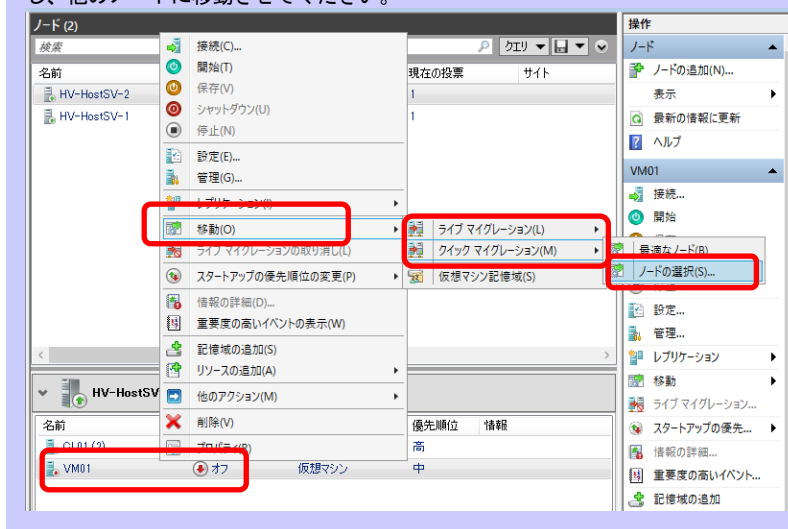 し、他のノードに移動させてください。
ノード (2)
検索
クエリ
名前
現在の投票
サイト
HV-HostSV-2
1
HV-HostSV-1
1
接続(C)...
開始(T)
保存(V)
シャットダウン(U)
停止(N)
設定(E)...
管理(G)...
レプリケーション(I)
移動(O)
ライブ マイグレーションの取り消し(L)
スタートアップの優先順位の変更(P)
情報の詳細(D)...
重要度の高いイベントの表示(W)
記憶域の追加(S)
リソースの追加(A)
他のアクション(M)
削除(V)
プロパティ(R)
ライブ マイグレーション(L)
クイック マイグレーション(M)
仮想マシン記憶域(S)
最適なノード(B)
ノードの選択(S)...
HV-HostSV
名前
優先順位
情報
CL01 (2)
高
VM01
オフ
仮想マシン
中
操作
ノード
ノードの追加(N)...
表示
最新の情報に更新
ヘルプ
VM01
接続...
開始
設定...
管理...
レプリケーション
移動
ライブ マイグレーション...
スタートアップの優先...
情報の詳細...
重要度の高いイベント...
記憶域の追加